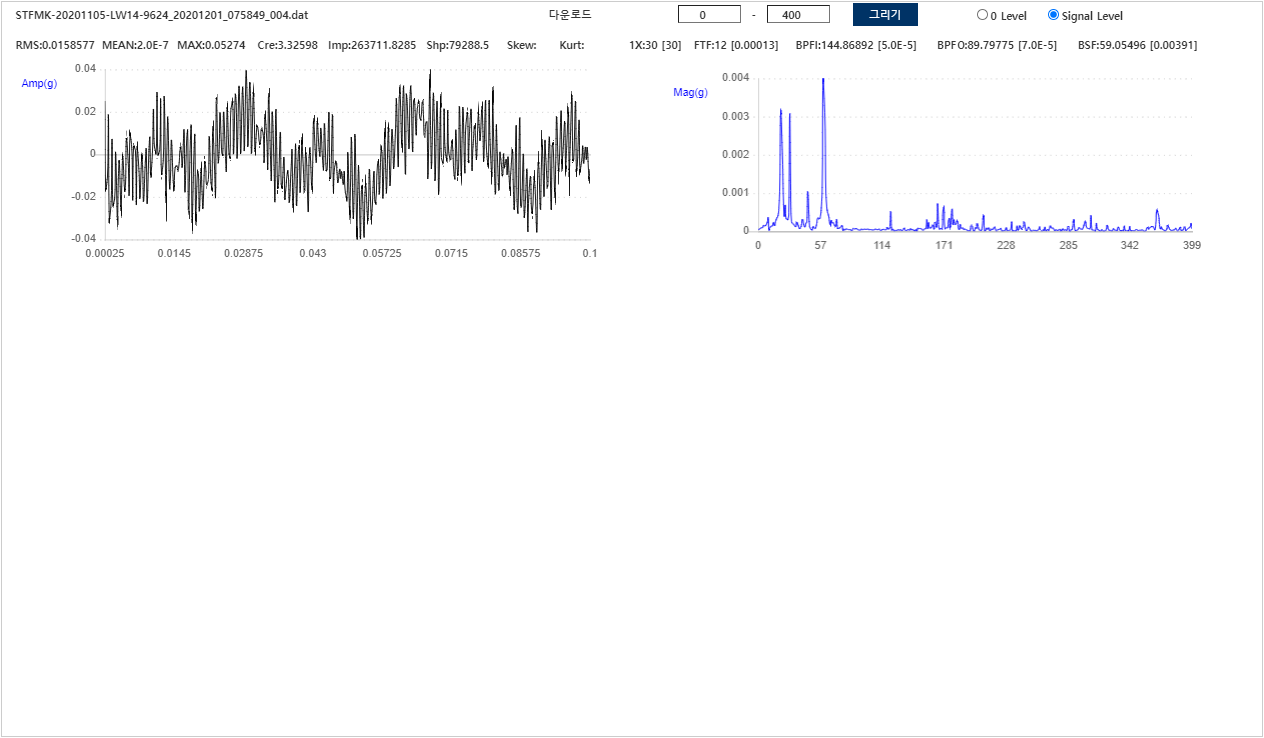 STFMK-20201105-LW14-9624_20201201_075849_004.dat 다운로드 0 - 400 그리기 0 Level Signal Level
RMS:0.0158577 MEAN:2.0E-7 MAX:0.05274 Cre:3.32598 Imp:263711.8285 Shp:79288.5 Skew: Kurt: 1X:30 [30] FTF:12 [0.00013] BPFI:144.86892 [5.0E-5] BPFO:89.79775 [7.0E-5] BSF:59.05496 [0.00391]
Amp(g)
0.04
0.02
0
-0.02
-0.04
0.00025 0.0145 0.02875 0.043 0.05725 0.0715 0.08575 0.1
Mag(g)
0.004
0.003
0.002
0.001
0
0 57 114 171 228 285 342 399